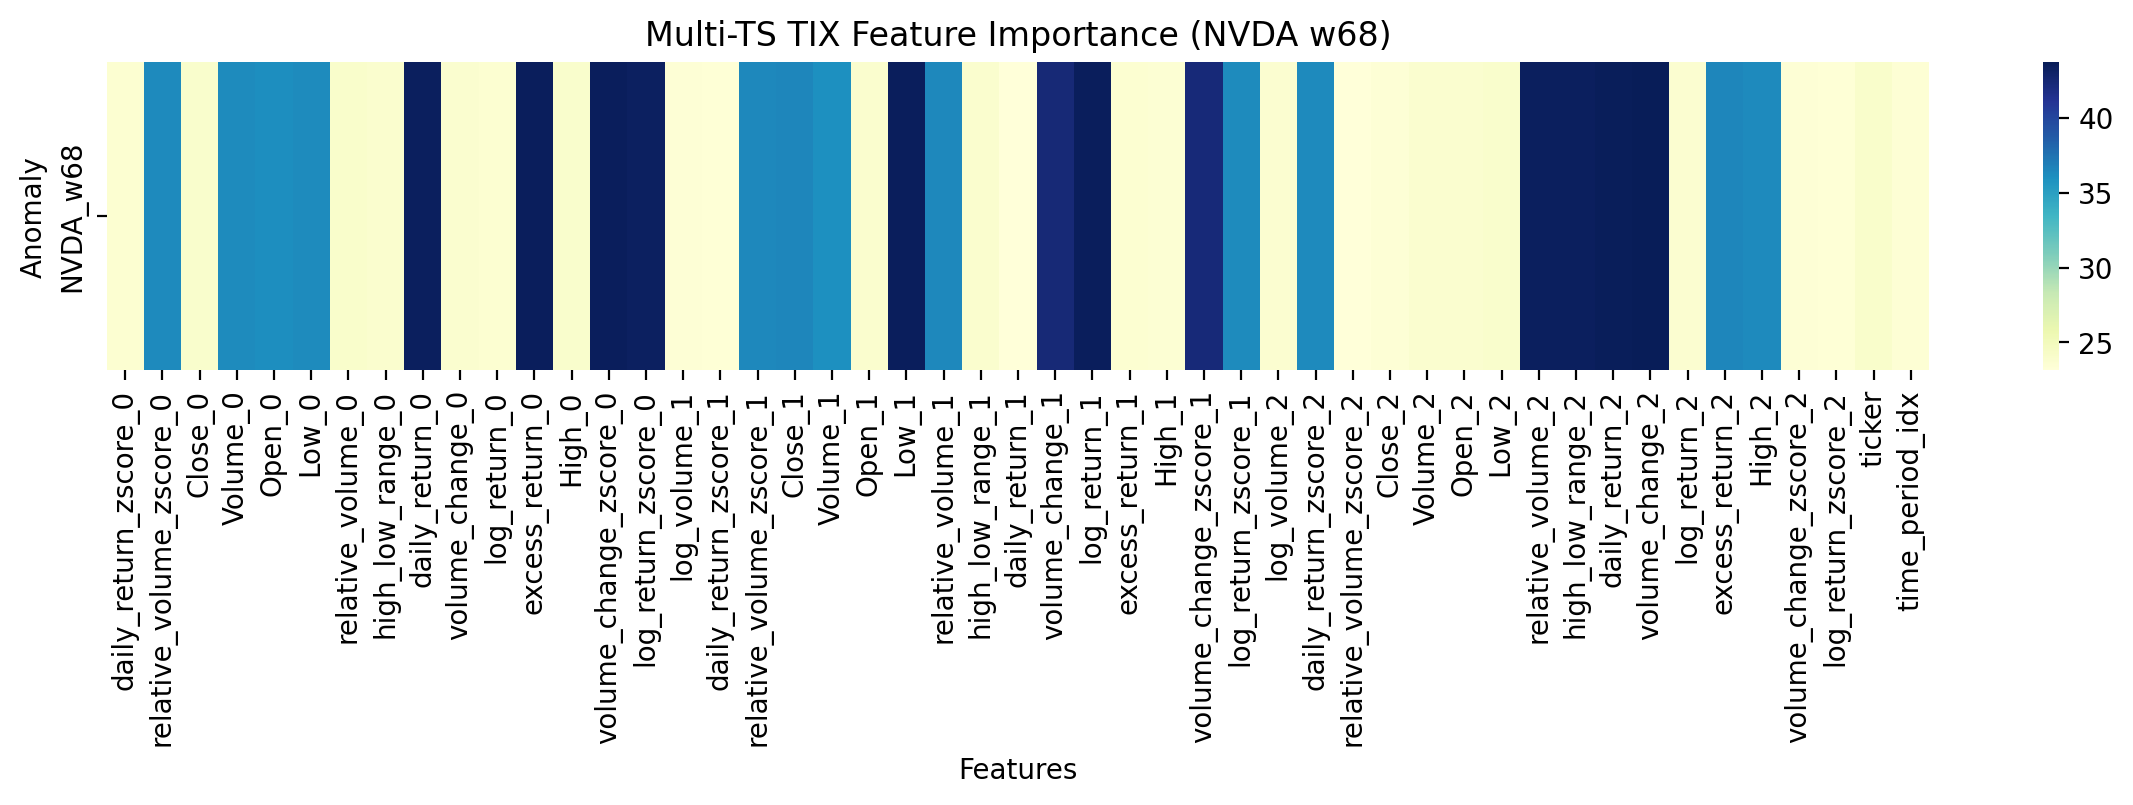 Multi-TS TIX Feature Importance (NVDA w68)
Anomaly
NVDA_w68
40
35
30
25
daily_return_zscore_0
relative_volume_zscore_0
Close_0
Volume_0
Open_0
Low_0
relative_volume_0
high_low_range_0
daily_return_0
volume_change_0
log_return_0
excess_return_0
High_0
volume_change_zscore_0
log_return_zscore_0
log_volume_1
daily_return_zscore_1
relative_volume_zscore_1
Close_1
Volume_1
Open_1
Low_1
relative_volume_1
high_low_range_1
daily_return_1
volume_change_1
log_return_1
excess_return_1
High_1
volume_change_zscore_1
log_return_zscore_1
log_volume_2
daily_return_zscore_2
relative_volume_zscore_2
Close_2
Volume_2
Open_2
Low_2
relative_volume_2
high_low_range_2
daily_return_2
volume_change_2
log_return_2
excess_return_2
High_2
volume_change_zscore_2
log_return_zscore_2
ticker
time_period_idx
Features